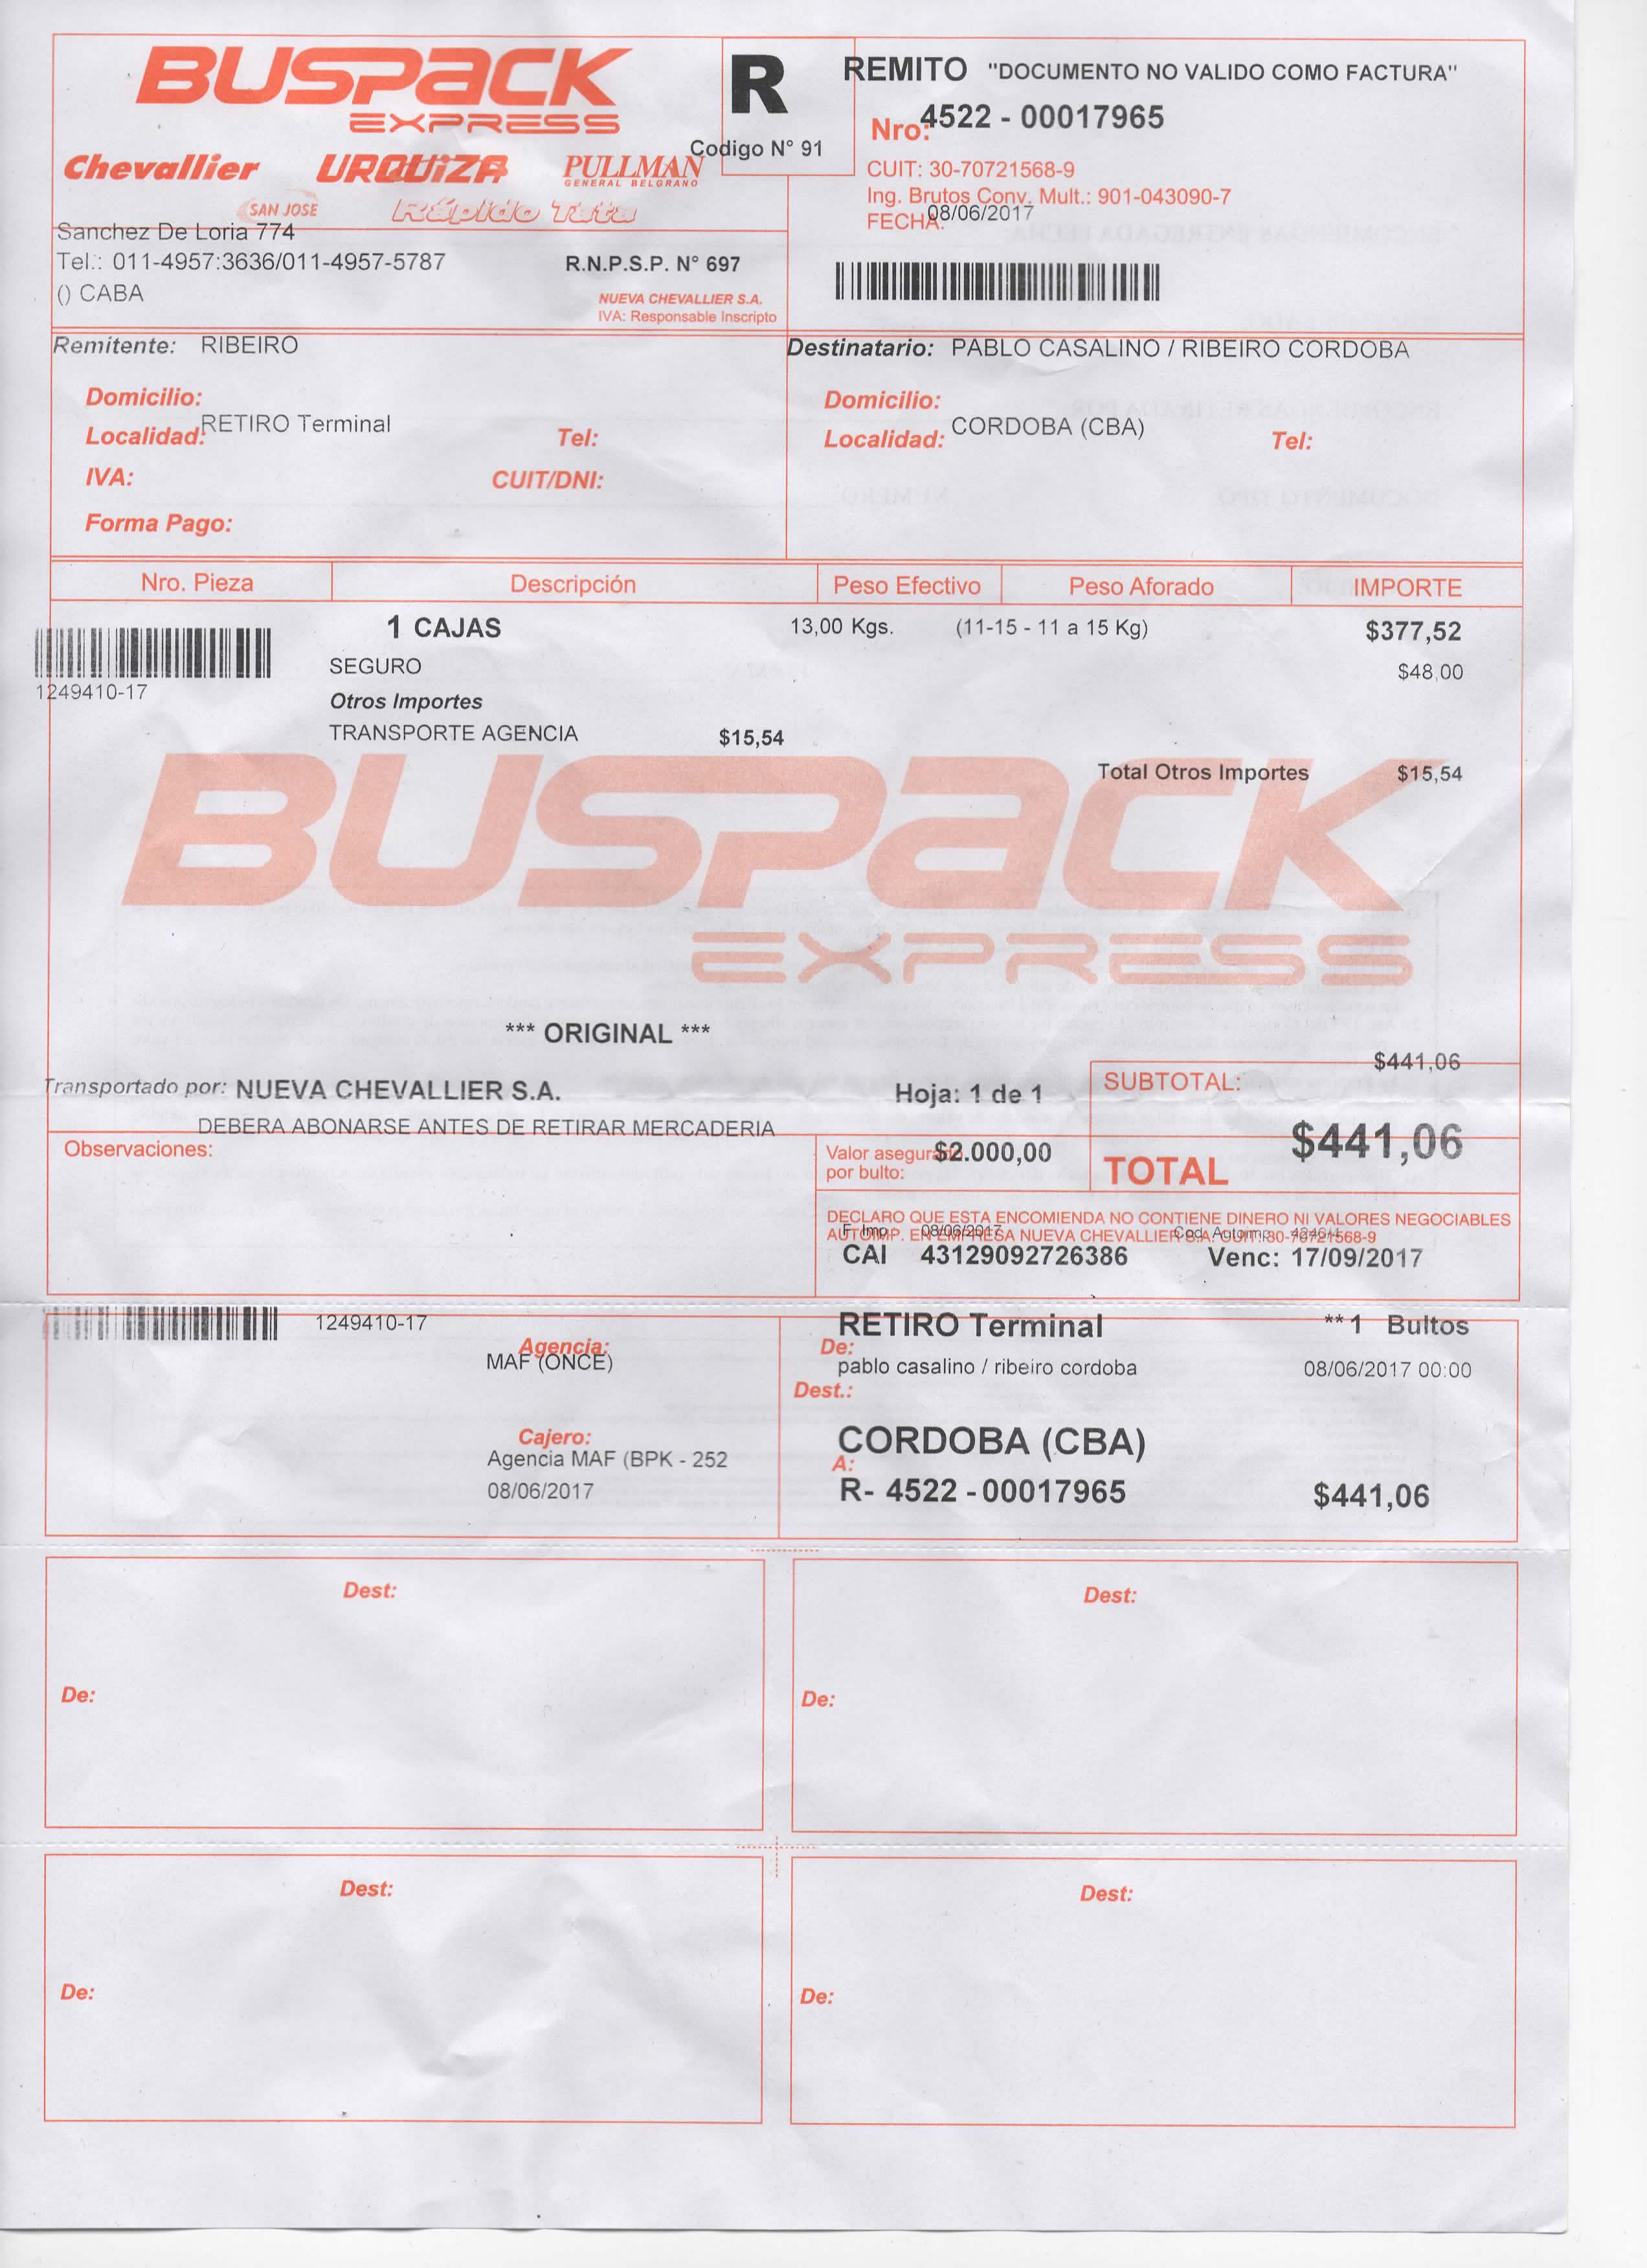 BUSPACK
EXPRESS
Chevallier URQUIZA PULLMAN
GENERAL BELGRANO
SAN JOSE Rápido Tata
R
Codigo N° 91
REMITO "DOCUMENTO NO VALIDO COMO FACTURA"
Nro: 4522 - 00017965
CUIT: 30-70721568-9
Ing. Brutos Conv. Mult.: 901-043090-7
FECHA: 08/06/2017
Sanchez De Loria 774
Tel.: 011-4957:3636/011-4957-5787 R.N.P.S.P. N° 697
() CABA
NUEVA CHEVALLIER S.A.
IVA: Responsable Inscripto
Remitente: RIBEIRO
Domicilio:
Localidad: RETIRO Terminal Tel:
IVA: CUIT/DNI:
Forma Pago:
Destinatario: PABLO CASALINO / RIBEIRO CORDOBA
Domicilio:
Localidad: CORDOBA (CBA) Tel:
Nro. Pieza Descripción Peso Efectivo Peso Aforado IMPORTE
1 CAJAS 13,00 Kgs. (11-15 - 11 a 15 Kg) $377,52
1249410-17
SEGURO $48,00
Otros Importes
TRANSPORTE AGENCIA $15,54
Total Otros Importes $15,54
BUSPACK
EXPRESS
*** ORIGINAL ***
Transportado por: NUEVA CHEVALLIER S.A. Hoja: 1 de 1
SUBTOTAL: $441,06
DEBERA ABONARSE ANTES DE RETIRAR MERCADERIA
Observaciones:
Valor asegurado $2.000,00
por bulto:
TOTAL $441,06
DECLARO QUE ESTA ENCOMIENDA NO CONTIENE DINERO NI VALORES NEGOCIABLES
AUTOIMP. EN EMPRESA NUEVA CHEVALLIER S.A. CUIT: 30-70721568-9
F. Imp. 08/06/2017 Cod. Autoimp.
CAI 43129092726386 Venc: 17/09/2017
1249410-17
Agencia:
MAF (ONCE)
Cajero:
Agencia MAF (BPK - 252
08/06/2017
RETIRO Terminal **1 Bultos
De:
pablo casalino / ribeiro cordoba 08/06/2017 00:00
Dest.:
CORDOBA (CBA)
A:
R- 4522 - 00017965 $441,06
Dest:
De:
Dest:
De:
Dest:
De:
Dest:
De: